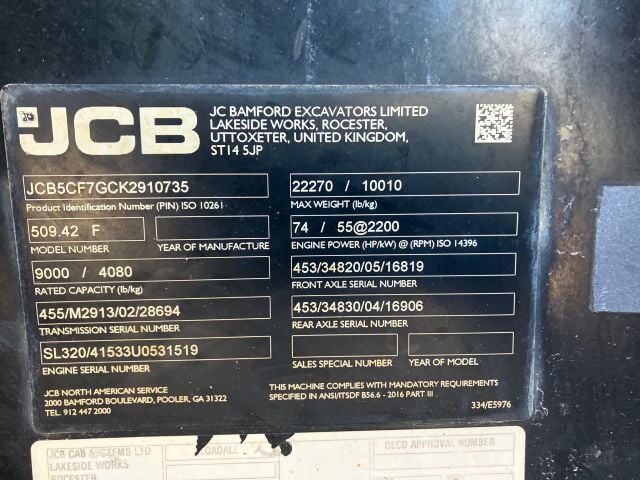 JCB
JC BAMFORD EXCAVATORS LIMITED
LAKESIDE WORKS, ROCESTER,
UTTOXETER, UNITED KINGDOM,
ST14 5JP
JCB5CF7GCK2910735
Product Identification Number (PIN) ISO 10261
22270 / 10010
MAX WEIGHT (lb/kg)
509.42 F
MODEL NUMBER
YEAR OF MANUFACTURE
74 / 55@2200
ENGINE POWER (HP/kW) @ (RPM) ISO 14396
9000 / 4080
RATED CAPACITY (lb/kg)
453/34820/05/16819
FRONT AXLE SERIAL NUMBER
455/M2913/02/28694
TRANSMISSION SERIAL NUMBER
453/34830/04/16906
REAR AXLE SERIAL NUMBER
SL320/41533U0531519
ENGINE SERIAL NUMBER
SALES SPECIAL NUMBER
YEAR OF MODEL
JCB NORTH AMERICAN SERVICE
2000 BAMFORD BOULEVARD, POOLER, GA 31322
TEL. 912 447 2000
THIS MACHINE COMPLIES WITH MANDATORY REQUIREMENTS
SPECIFIED IN ANSI/ITSDF B56.6 - 2016 PART III
334/E5976
JCB CAB SYSTEMS LTD
LAKESIDE WORKS
ROCESTER
LOADALL
OECD APPROVAL NUMBER